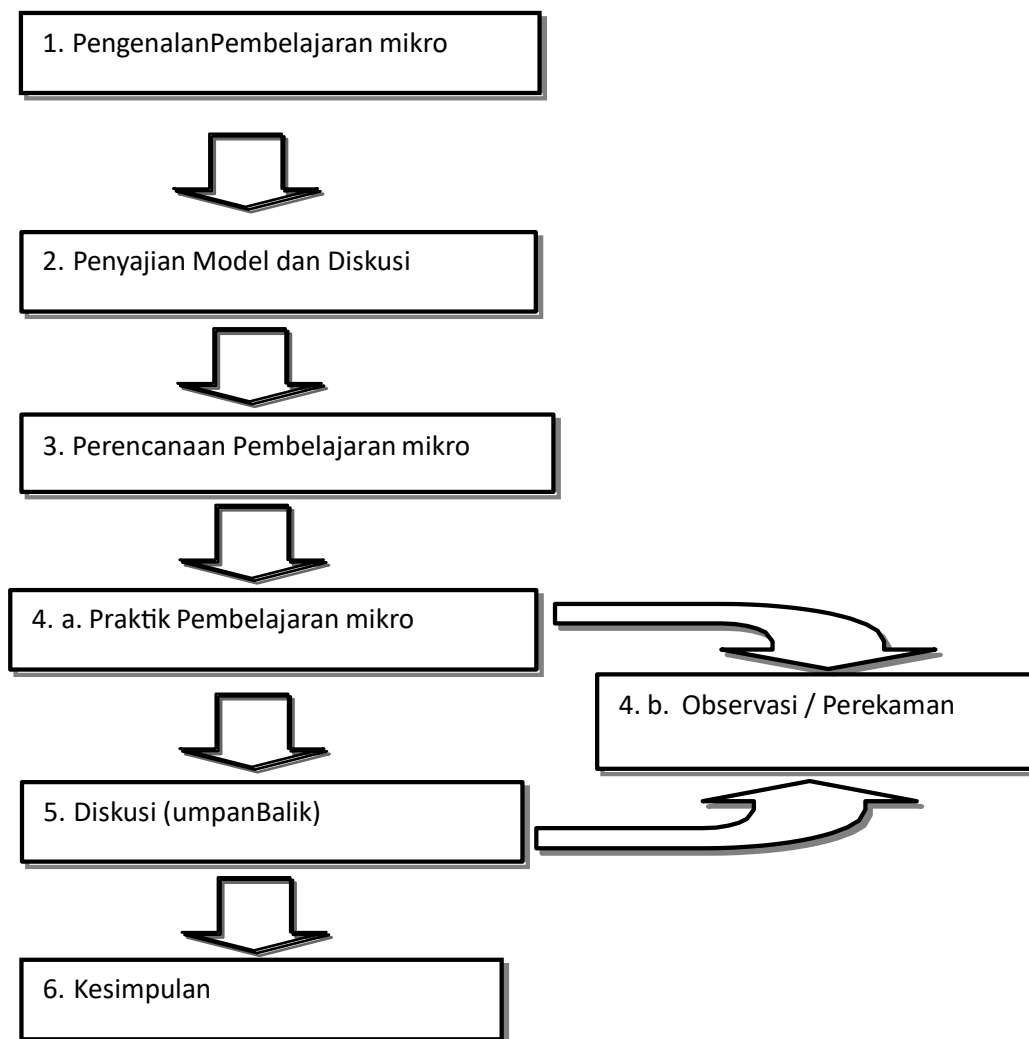 1. PengenalanPembelajaran mikro
2. Penyajian Model dan Diskusi
3. Perencanaan Pembelajaran mikro
4. a. Praktik Pembelajaran mikro
4. b. Observasi / Perekaman
5. Diskusi (umpanBalik)
6. Kesimpulan